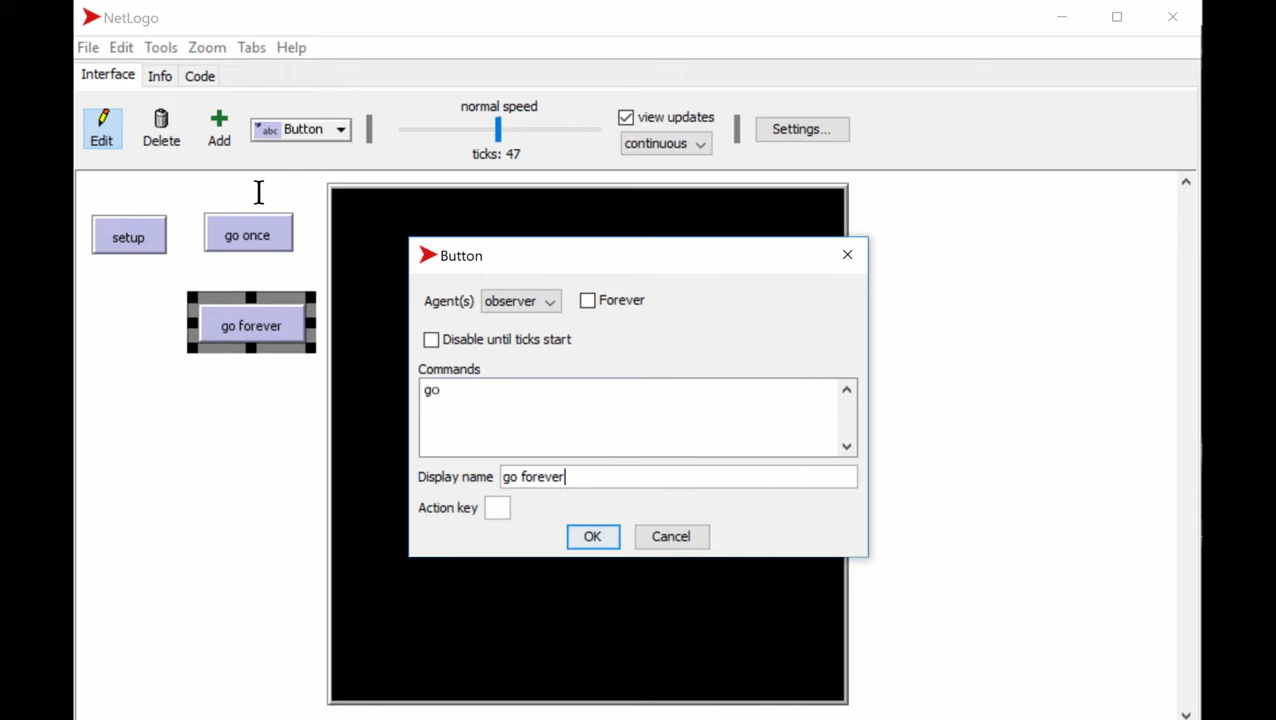 NetLogo
File Edit Tools Zoom Tabs Help
Interface Info Code
Edit Delete Add abc Button normal speed ticks: 47 view updates continuous Settings...
setup go once
go forever
Button
Agent(s) observer Forever
Disable until ticks start
Commands
go
Display name go forever
Action key
OK Cancel